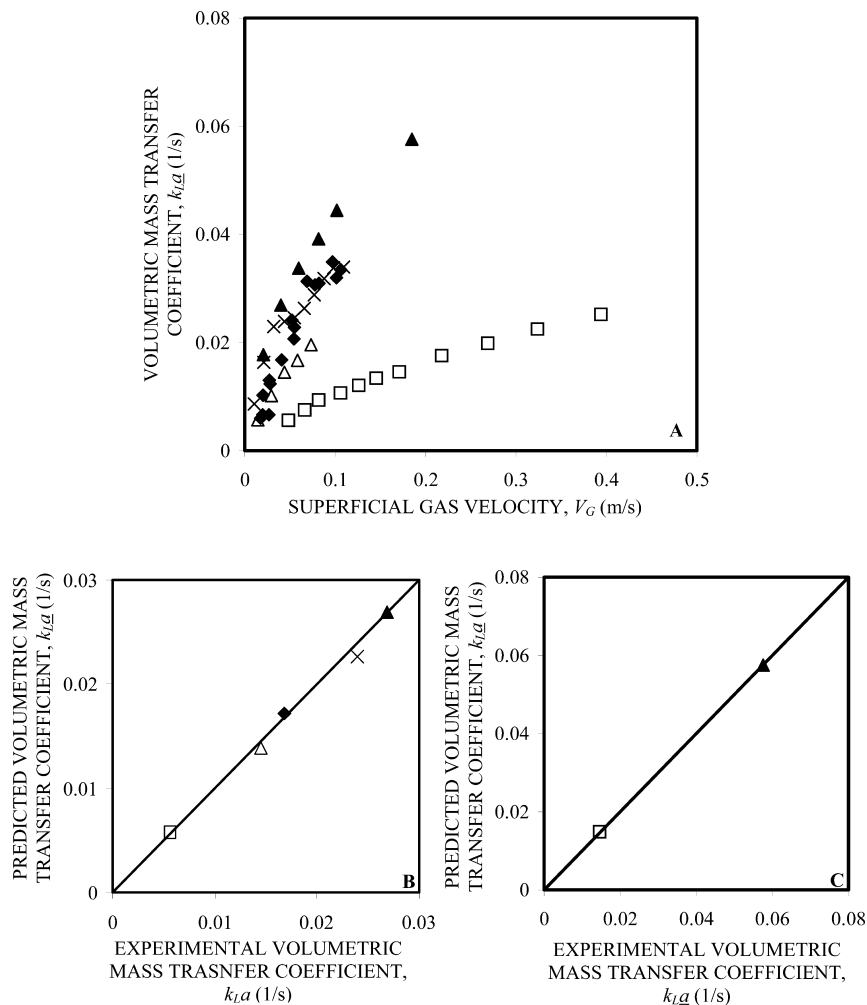 VOLUMETRIC MASS TRANSFER
COEFFICIENT, kLa (1/s)
0.08
0.06
0.04
0.02
0
A
0 0.1 0.2 0.3 0.4 0.5
SUPERFICIAL GAS VELOCITY, VG (m/s)
PREDICTED VOLUMETRIC MASS
TRANSFER COEFFICIENT, kLa (1/s)
0.03
0.02
0.01
0
B
0 0.01 0.02 0.03
EXPERIMENTAL VOLUMETRIC
MASS TRASNFER COEFFICIENT,
kLa (1/s)
PREDICTED VOLUMETRIC MASS
TRANSFER COEFFICIENT, kLa (1/s)
0.08
0.06
0.04
0.02
0
C
0 0.02 0.04 0.06 0.08
EXPERIMENTAL VOLUMETRIC
MASS TRANSFER COEFFICIENT,
kLa (1/s)